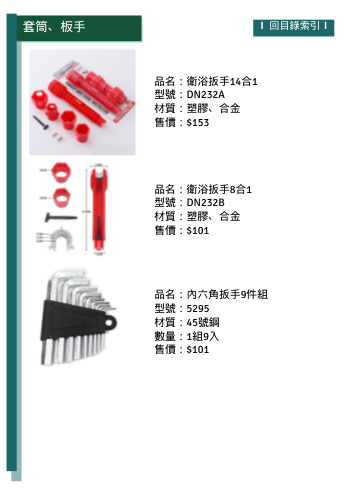 套筒、板手
回目錄索引
品名：衛浴扳手14合1
型號：DN232A
材質：塑膠、合金
售價：$153
品名：衛浴扳手8合1
型號：DN232B
材質：塑膠、合金
售價：$101
品名：內六角扳手9件組
型號：5295
材質：45號鋼
數量：1組9入
售價：$101